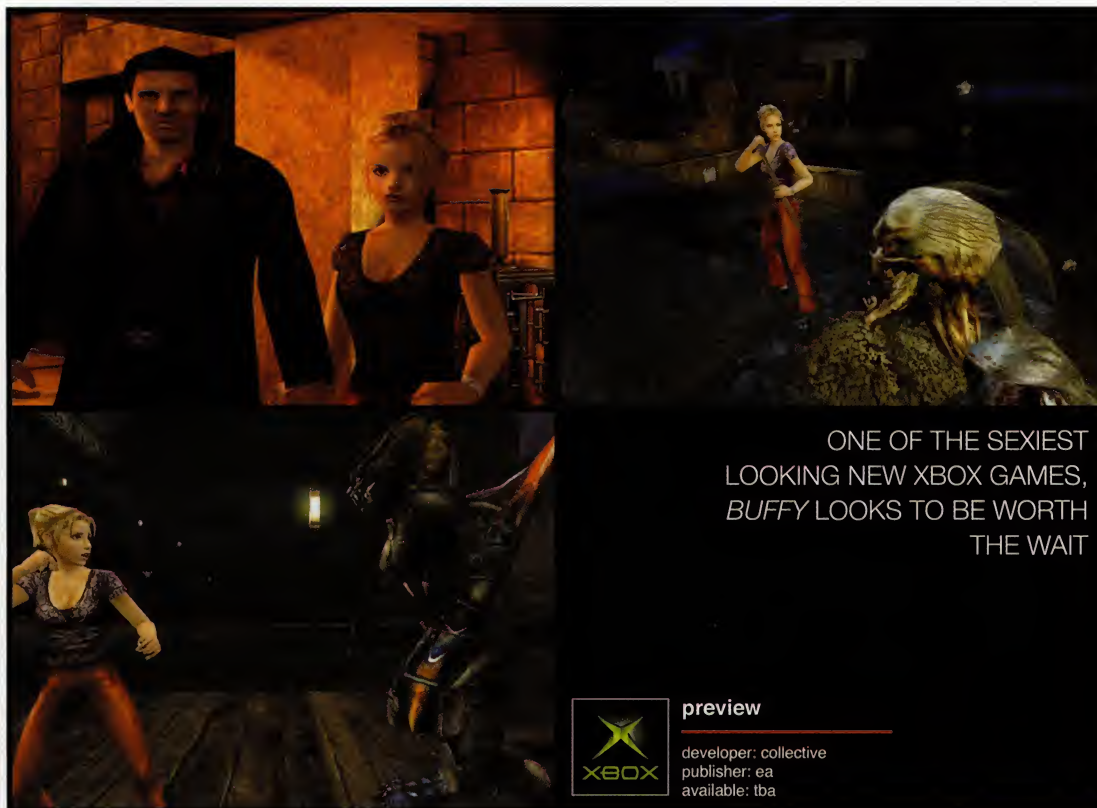 ONE OF THE SEXIEST
LOOKING NEW XBOX GAMES,
BUFFY LOOKS TO BE WORTH
THE WAIT
XBOX
preview
developer: collective
publisher: ea
available: tba